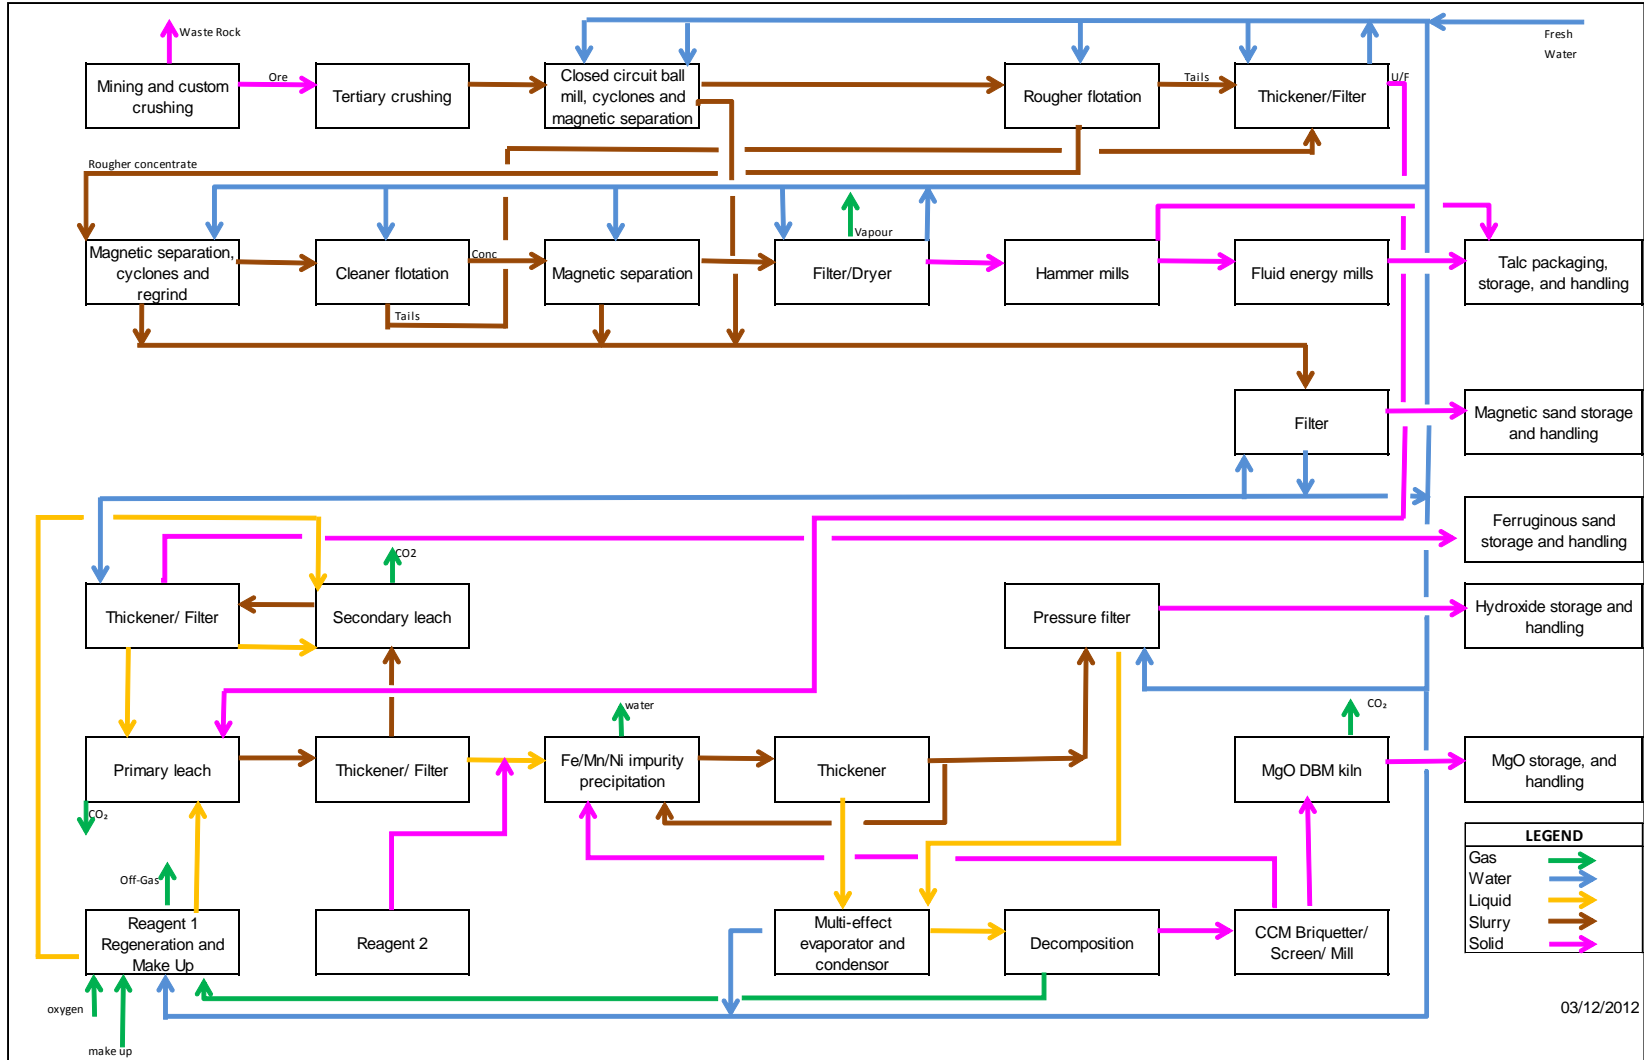 Waste Rock
Fresh
Water
Mining and custom
crushing
Ore
Tertiary crushing
Closed circuit ball
mill, cyclones and
magnetic separation
Rougher flotation
Tails
Thickener/Filter
U/F
Rougher concentrate
Magnetic separation,
cyclones and
regrind
Cleaner flotation
Conc
Tails
Magnetic separation
Vapour
Filter/Dryer
Hammer mills
Fluid energy mills
Talc packaging,
storage, and handling
Filter
Magnetic sand storage
and handling
Ferruginous sand
storage and handling
CO2
Thickener/ Filter
Secondary leach
Pressure filter
Hydroxide storage and
handling
water
CO₂
Primary leach
CO₂
Thickener/ Filter
Fe/Mn/Ni impurity
precipitation
Thickener
MgO DBM kiln
MgO storage, and
handling
LEGEND
Gas
Water
Liquid
Slurry
Solid
Off-Gas
Reagent 1
Regeneration and
Make Up
Reagent 2
Multi-effect
evaporator and
condensor
Decomposition
CCM Briquetter/
Screen/ Mill
oxygen
make up
03/12/2012